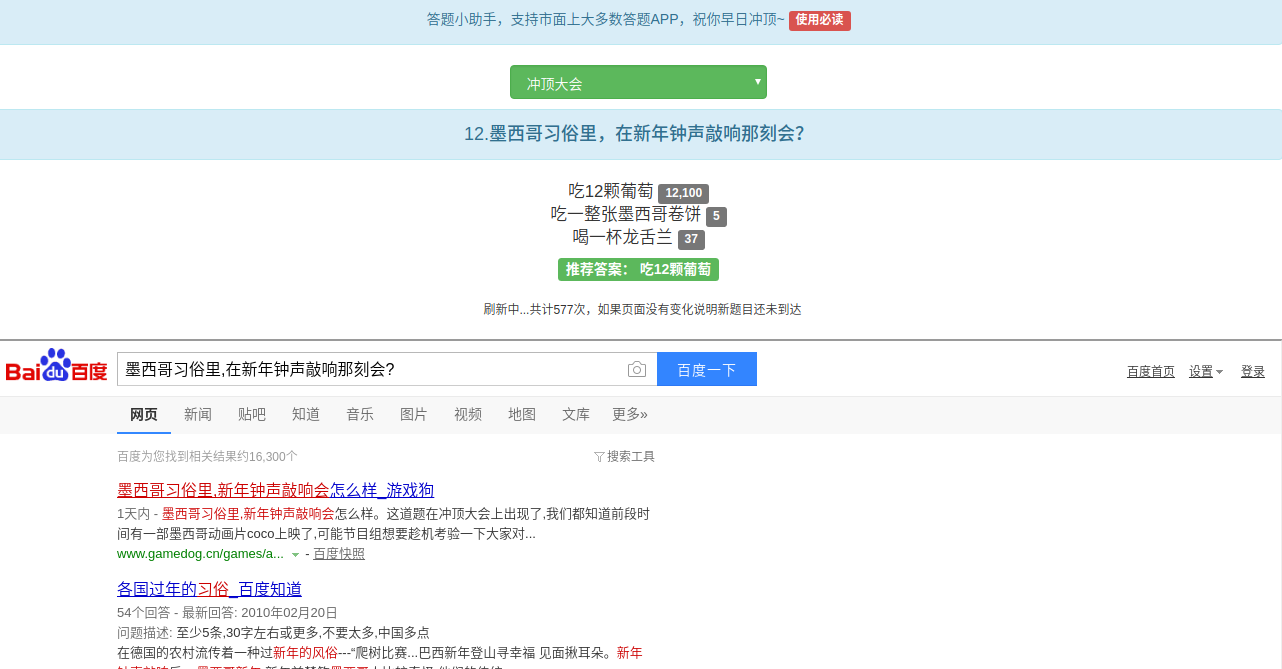 答题小助手，支持市面上大多数答题APP，祝你早日冲顶~ 使用必读
冲顶大会
12.墨西哥习俗里，在新年钟声敲响那刻会?
吃12颗葡萄 12,100
吃一整张墨西哥卷饼 5
喝一杯龙舌兰 37
推荐答案： 吃12颗葡萄
刷新中...共计577次，如果页面没有变化说明新题目还未到达
Bai du 百度 墨西哥习俗里,在新年钟声敲响那刻会? 百度一下 百度首页 设置 登录
网页 新闻 贴吧 知道 音乐 图片 视频 地图 文库 更多»
百度为您找到相关结果约16,300个 搜索工具
墨西哥习俗里,新年钟声敲响会怎么样_游戏狗
1天内 - 墨西哥习俗里,新年钟声敲响会怎么样。这道题在冲顶大会上出现了,我们都知道前段时
间有一部墨西哥动画片coco上映了,可能节目组想要趁机考验一下大家对...
www.gamedog.cn/games/a... - 百度快照
各国过年的习俗_百度知道
54个回答 - 最新回答: 2010年02月20日
问题描述: 至少5条,30字左右或更多,不要太多,中国多点
在德国的农村流传着一种过新年的风俗---“爬树比赛...巴西新年登山寻幸福 见面揪耳朵。新年